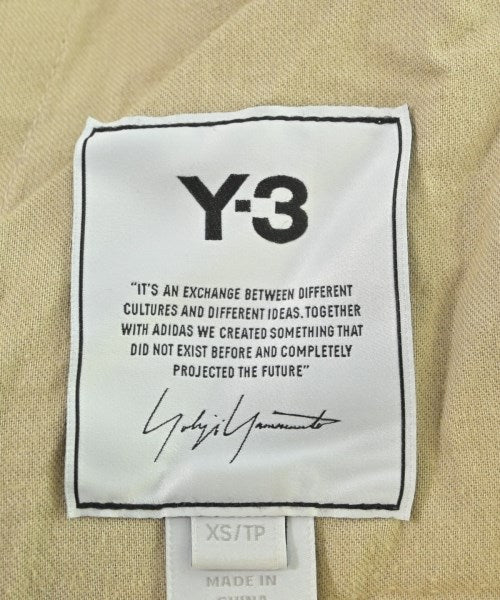 Y-3
"IT'S AN EXCHANGE BETWEEN DIFFERENT
CULTURES AND DIFFERENT IDEAS. TOGETHER
WITH ADIDAS WE CREATED SOMETHING THAT
DID NOT EXIST BEFORE AND COMPLETELY
PROJECTED THE FUTURE"
Yohji Yamamoto
XS/TP
MADE IN
CHINA